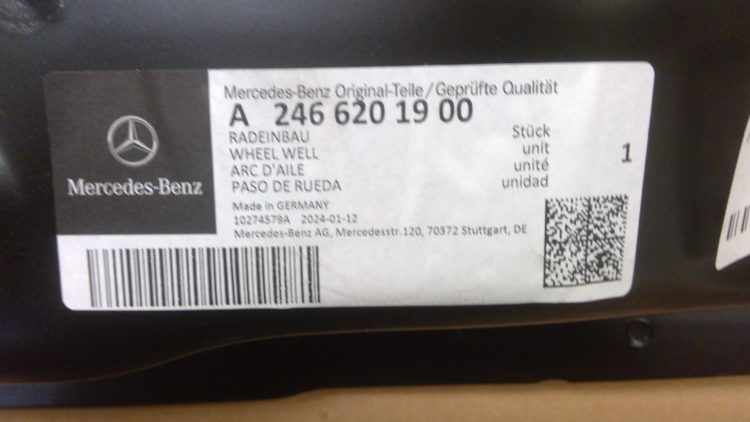 Mercedes-Benz
Mercedes-Benz Original-Teile/Geprüfte Qualität
A 246 620 19 00
RADEINBAU Stück
WHEEL WELL unit 1
ARC D'AILE unité
PASO DE RUEDA unidad
Made in GERMANY
10274579A 2024-01-12
Mercedes-Benz AG, Mercedesstr.120, 70372 Stuttgart, DE